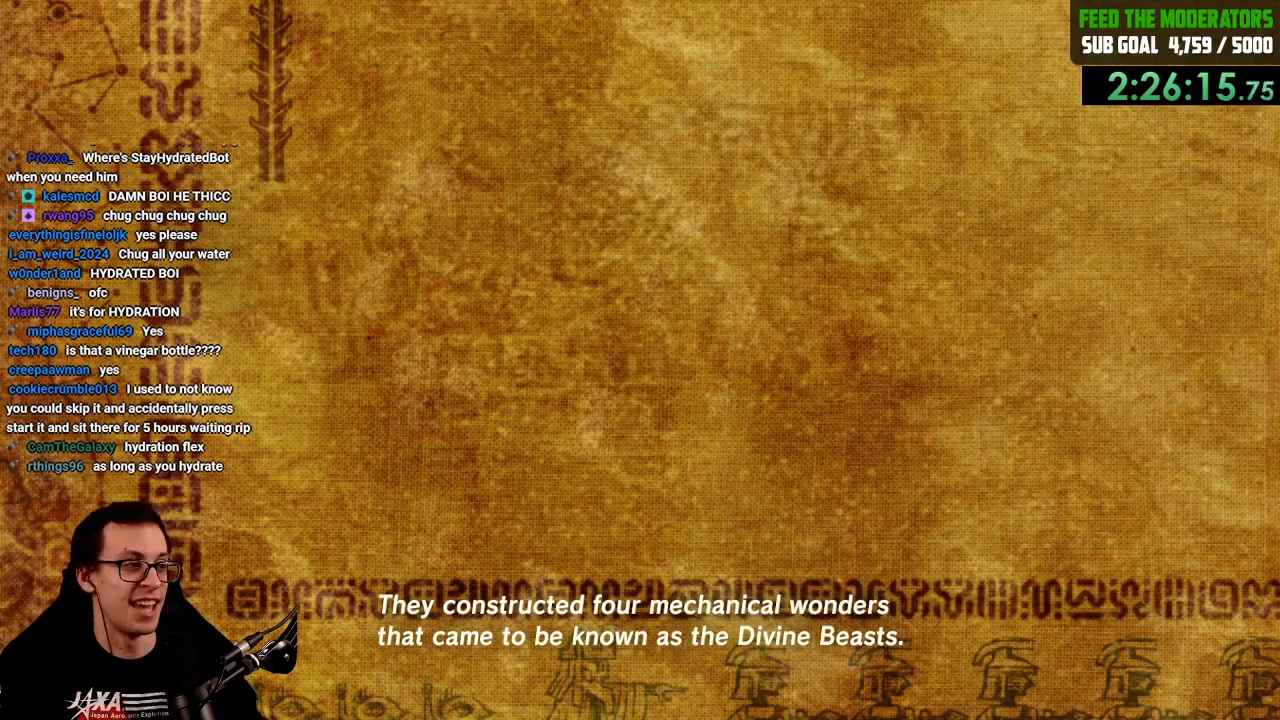 FEED THE MODERATORS
SUB GOAL 4,759 / 5000
2:26:15.75
Proxxa_ Where's StayHydratedBot
when you need him
kalesmcd DAMN BOI HE THICC
rwang95 chug chug chug chug
everythingisfineloljk yes please
I_am_weird_2024 Chug all your water
w0nder1and HYDRATED BOI
benigns_ ofc
Marlis77 it's for HYDRATION
miphasgraceful69 Yes
tech180 is that a vinegar bottle????
creepaawman yes
cookiecrumble013 I used to not know
you could skip it and accidentally press
start it and sit there for 5 hours waiting rip
CamTheGalaxy hydration flex
rthings96 as long as you hydrate
They constructed four mechanical wonders
that came to be known as the Divine Beasts.
JAXA